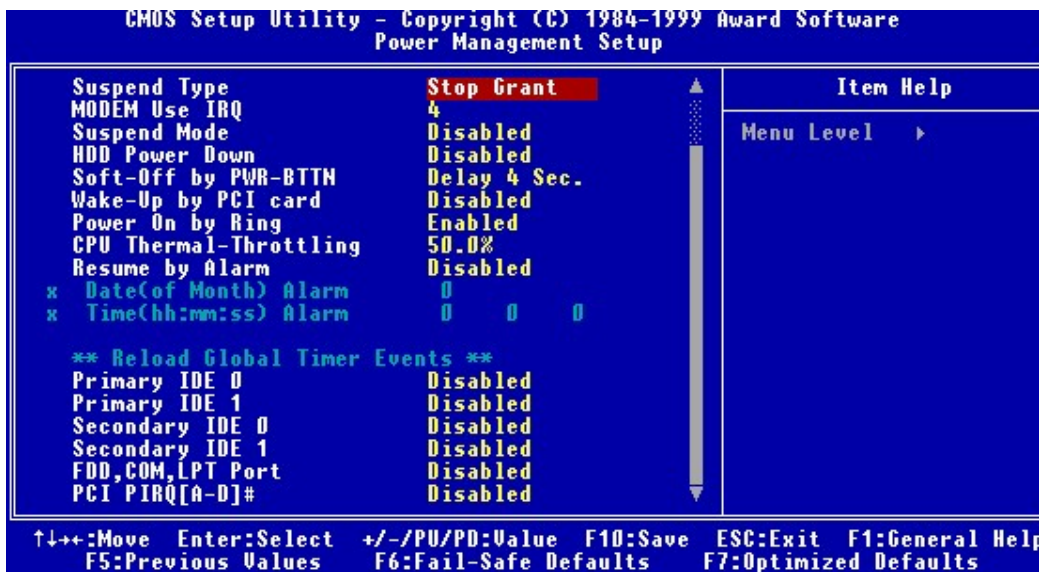 CMOS Setup Utility - Copyright (C) 1984-1999 Award Software
Power Management Setup
Suspend Type Stop Grant
MODEM Use IRQ 4
Suspend Mode Disabled
HDD Power Down Disabled
Soft-Off by PWR-BTTN Delay 4 Sec.
Wake-Up by PCI card Disabled
Power On by Ring Enabled
CPU Thermal-Throttling 50.0%
Resume by Alarm Disabled
x Date(of Month) Alarm 0
x Time(hh:mm:ss) Alarm 0 0 0
** Reload Global Timer Events **
Primary IDE 0 Disabled
Primary IDE 1 Disabled
Secondary IDE 0 Disabled
Secondary IDE 1 Disabled
FDD,COM,LPT Port Disabled
PCI PIRQ[A-D]# Disabled
Item Help
Menu Level ▸
↑↓→←:Move Enter:Select +/-/PU/PD:Value F10:Save ESC:Exit F1:General Help
F5:Previous Values F6:Fail-Safe Defaults F7:Optimized Defaults